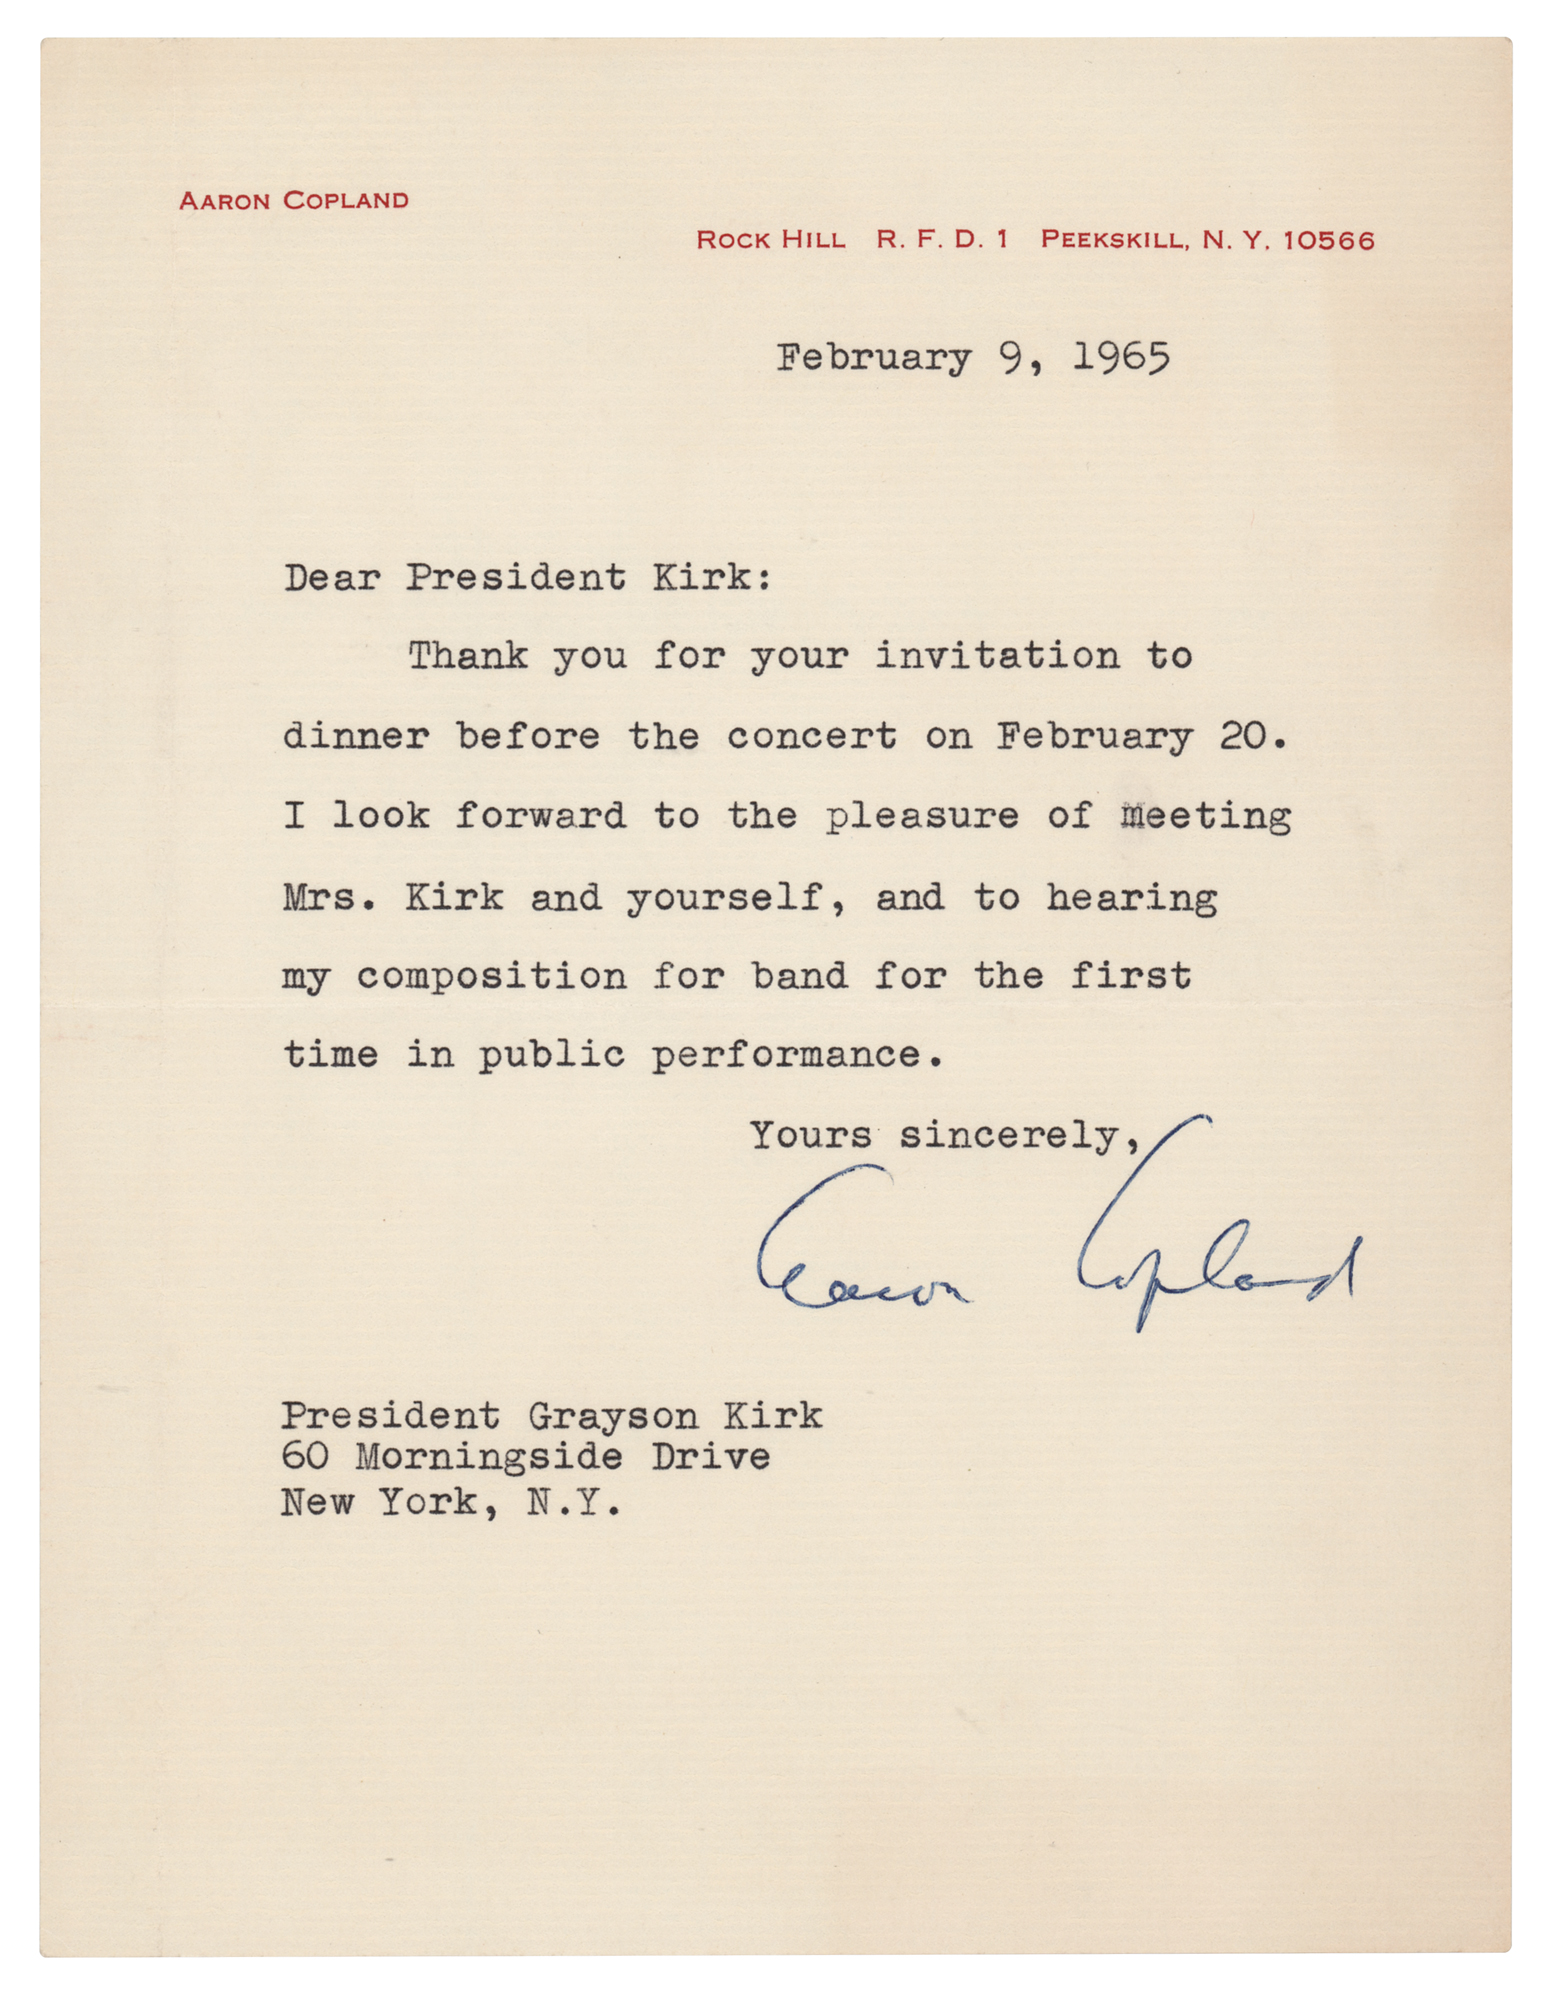 AARON COPLAND
ROCK HILL R. F. D. 1 PEEKSKILL, N. Y. 10566
February 9, 1965
Dear President Kirk:
Thank you for your invitation to
dinner before the concert on February 20.
I look forward to the pleasure of meeting
Mrs. Kirk and yourself, and to hearing
my composition for band for the first
time in public performance.
Yours sincerely,
Aaron Copland
President Grayson Kirk
60 Morningside Drive
New York, N.Y.